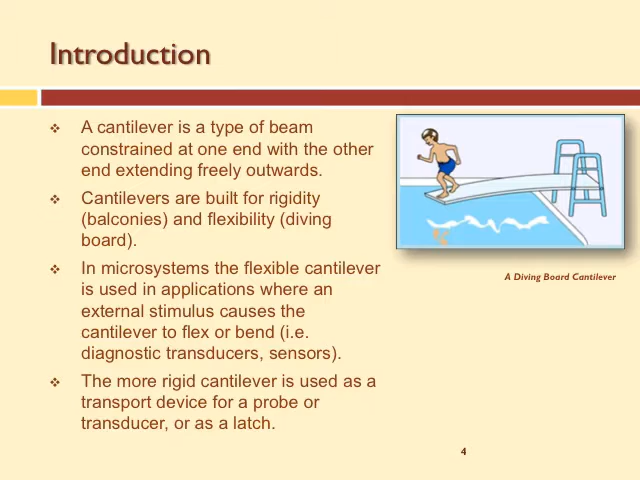 Introduction
❖ A cantilever is a type of beam
constrained at one end with the other
end extending freely outwards.
❖ Cantilevers are built for rigidity
(balconies) and flexibility (diving
board).
❖ In microsystems the flexible cantilever
is used in applications where an
external stimulus causes the
cantilever to flex or bend (i.e.
diagnostic transducers, sensors).
❖ The more rigid cantilever is used as a
transport device for a probe or
transducer, or as a latch.
A Diving Board Cantilever
4